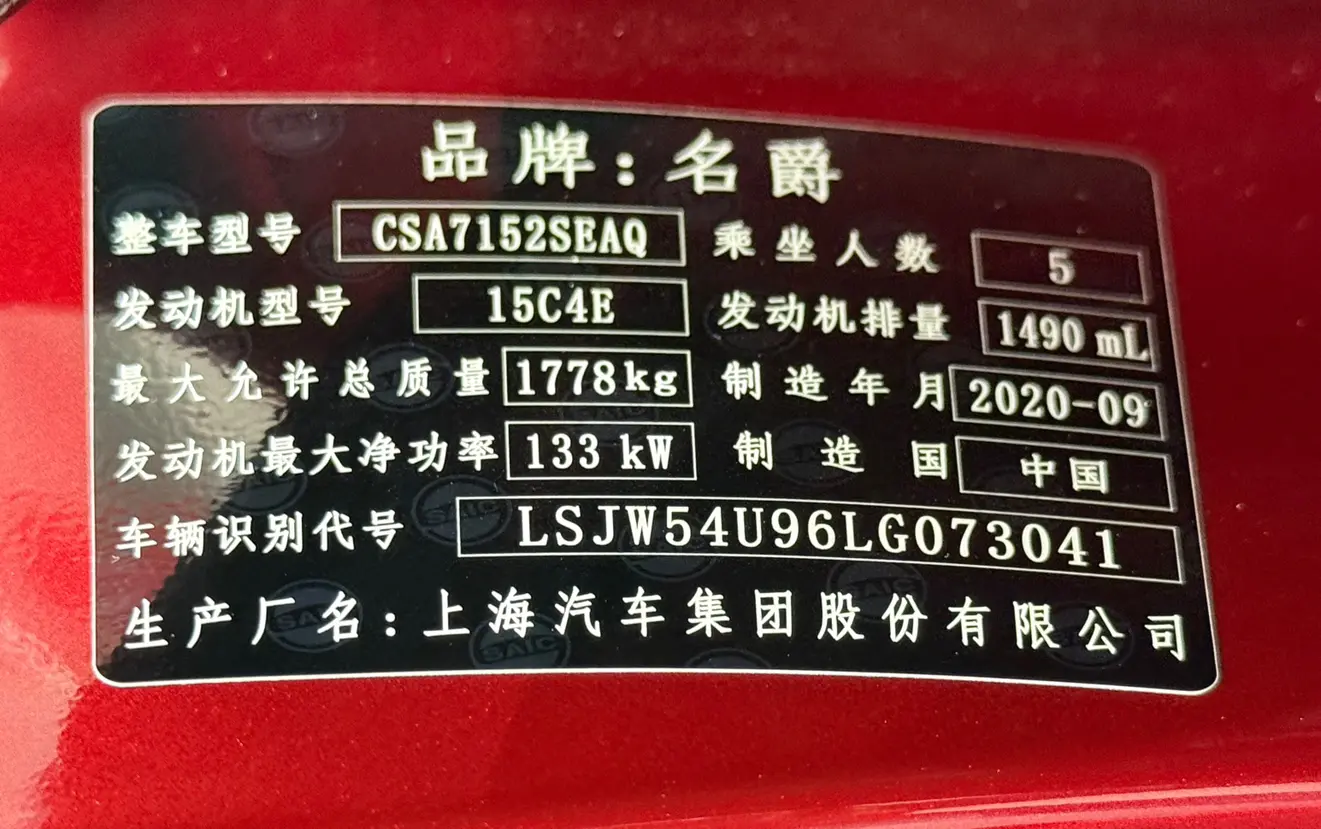 品牌：名爵
整车型号 CSA7152SEAQ 乘坐人数 5
发动机型号 15C4E 发动机排量 1490 mL
最大允许总质量 1778kg 制造年月 2020-09
发动机最大净功率 133 kW 制造国 中国
车辆识别代号 LSJW54U96LG073041
生产厂名：上海汽车集团股份有限公司